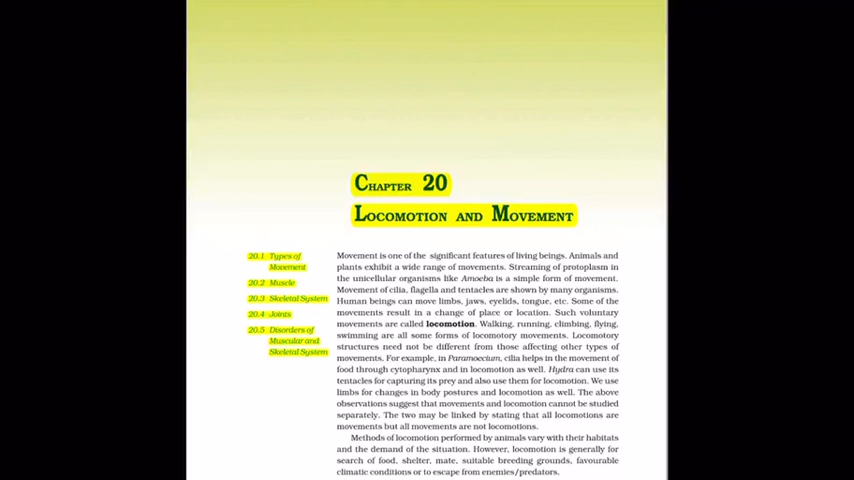 CHAPTER 20
LOCOMOTION AND MOVEMENT
20.1 Types of
Movement
20.2 Muscle
20.3 Skeletal System
20.4 Joints
20.5 Disorders of
Muscular and
Skeletal System
Movement is one of the significant features of living beings. Animals and
plants exhibit a wide range of movements. Streaming of protoplasm in
the unicellular organisms like Amoeba is a simple form of movement.
Movement of cilia, flagella and tentacles are shown by many organisms.
Human beings can move limbs, jaws, eyelids, tongue, etc. Some of the
movements result in a change of place or location. Such voluntary
movements are called locomotion. Walking, running, climbing, flying,
swimming are all some forms of locomotory movements. Locomotory
structures need not be different from those affecting other types of
movements. For example, in Paramoecium, cilia helps in the movement of
food through cytopharynx and in locomotion as well. Hydra can use its
tentacles for capturing its prey and also use them for locomotion. We use
limbs for changes in body postures and locomotion as well. The above
observations suggest that movements and locomotion cannot be studied
separately. The two may be linked by stating that all locomotions are
movements but all movements are not locomotions.
Methods of locomotion performed by animals vary with their habitats
and the demand of the situation. However, locomotion is generally for
search of food, shelter, mate, suitable breeding grounds, favourable
climatic conditions or to escape from enemies/predators.